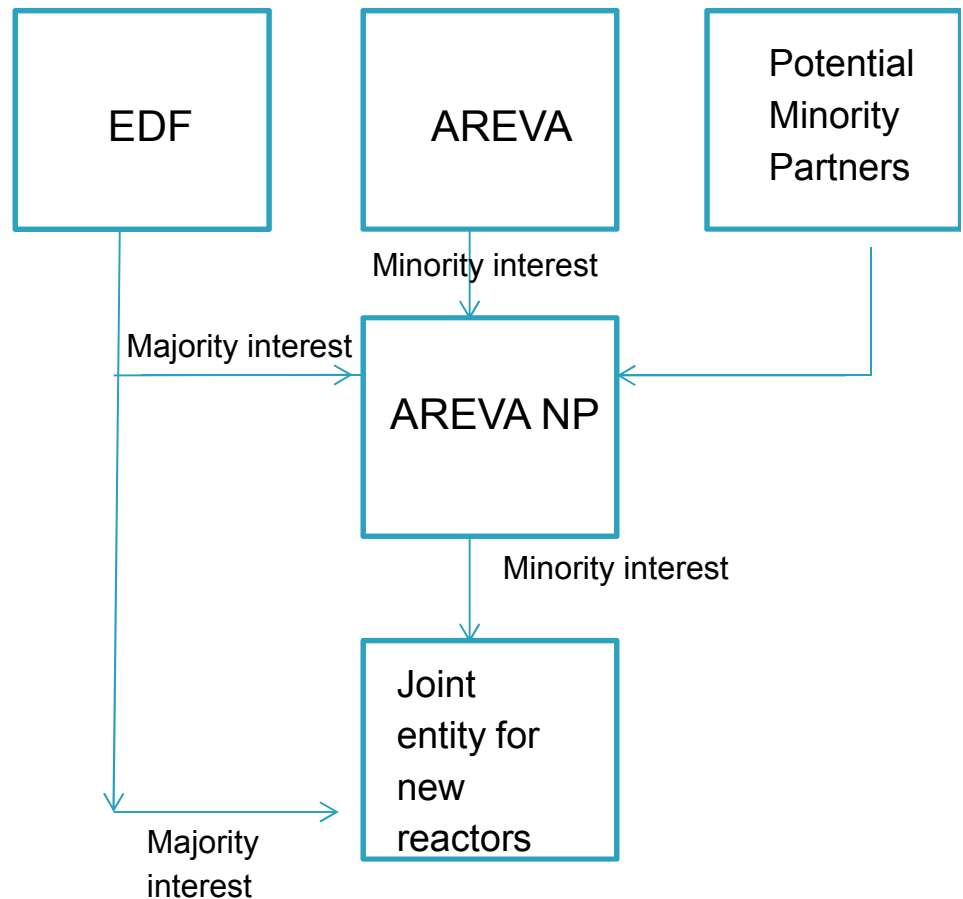 EDF
AREVA
Potential
Minority
Partners
Minority interest
Majority interest
AREVA NP
Minority interest
Joint
entity for
new
reactors
Majority
interest